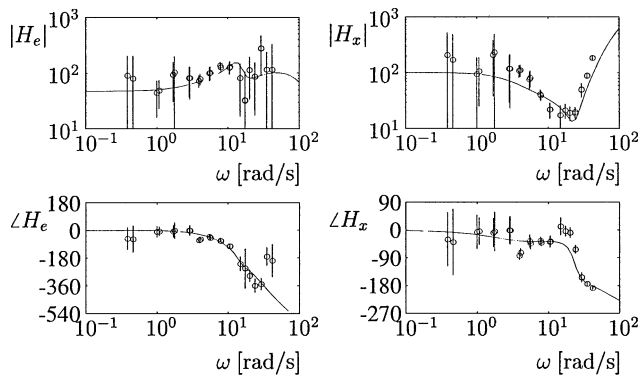 |H_e| 10^3 10^2 10^1
10^{-1} 10^0 10^1 10^2
ω [rad/s]
|H_x| 10^3 10^2 10^1
10^{-1} 10^0 10^1 10^2
ω [rad/s]
∠H_e 180 0 -180 -360 -540
10^{-1} 10^0 10^1 10^2
ω [rad/s]
∠H_x 90 0 -90 -180 -270
10^{-1} 10^0 10^1 10^2
ω [rad/s]